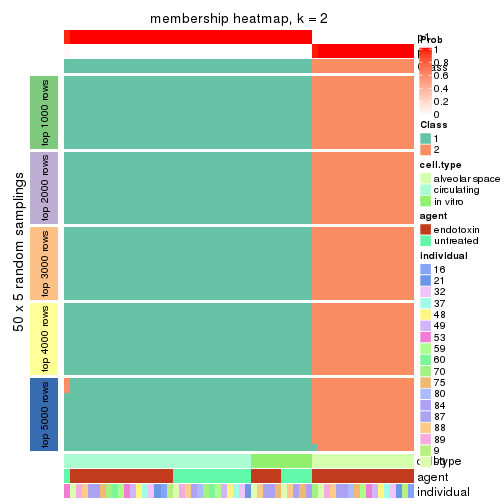 membership heatmap, k = 2
50 x 5 random samplings
top 1000 rows
top 2000 rows
top 3000 rows
top 4000 rows
top 5000 rows
p1
Prob
1
0.8
0.6
0.4
0.2
0
Class
1
2
cell.type
alveolar space
circulating
in vitro
agent
endotoxin
untreated
individual
16
21
32
37
48
49
53
59
60
70
75
80
84
87
88
89
9
cell.type
agent
individual